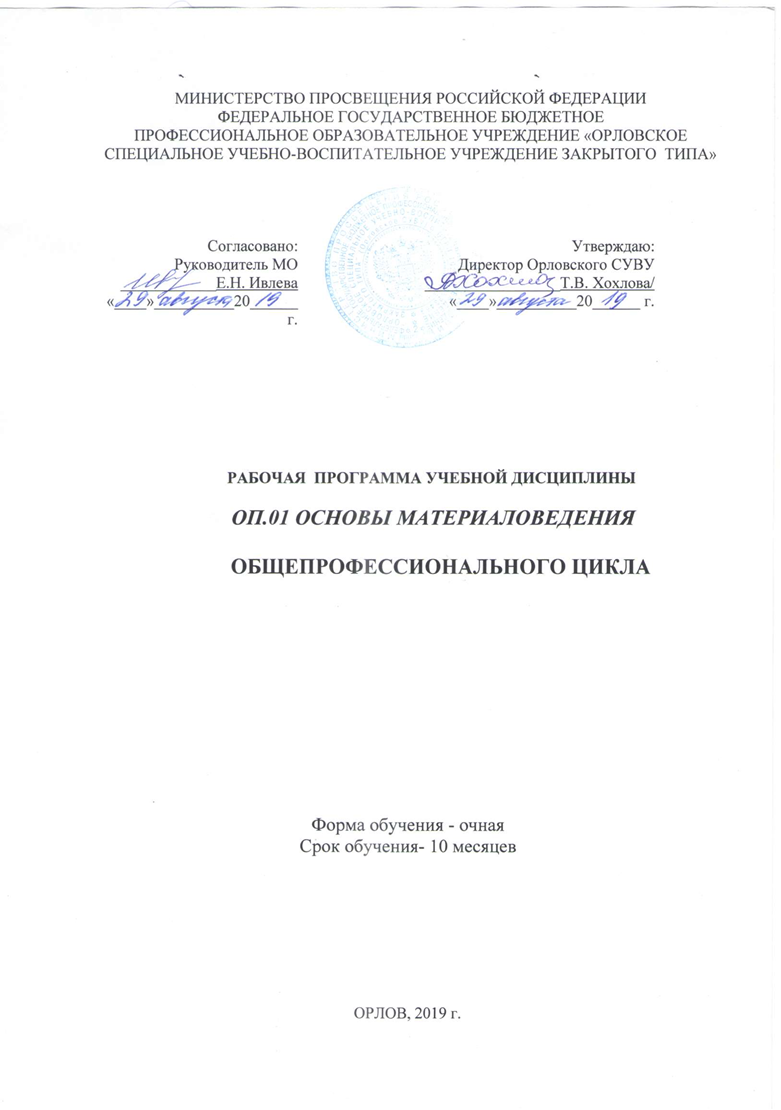 МИНИСТЕРСТВО ПРОСВЕЩЕНИЯ РОССИЙСКОЙ ФЕДЕРАЦИИ
ФЕДЕРАЛЬНОЕ ГОСУДАРСТВЕННОЕ БЮДЖЕТНОЕ
ПРОФЕССИОНАЛЬНОЕ ОБРАЗОВАТЕЛЬНОЕ УЧРЕЖДЕНИЕ «ОРЛОВСКОЕ
СПЕЦИАЛЬНОЕ УЧЕБНО-ВОСПИТАТЕЛЬНОЕ УЧРЕЖДЕНИЕ ЗАКРЫТОГО ТИПА»
Согласовано:
Руководитель МО
Е.Н. Ивлева
«29» августа 20 19
г.
Утверждаю:
Директор Орловского СУВУ
Т.В. Хохлова/
«29» августа 20 19 г.
РАБОЧАЯ ПРОГРАММА УЧЕБНОЙ ДИСЦИПЛИНЫ
ОП.01 ОСНОВЫ МАТЕРИАЛОВЕДЕНИЯ
ОБЩЕПРОФЕССИОНАЛЬНОГО ЦИКЛА
Форма обучения - очная
Срок обучения- 10 месяцев
ОРЛОВ, 2019 г.